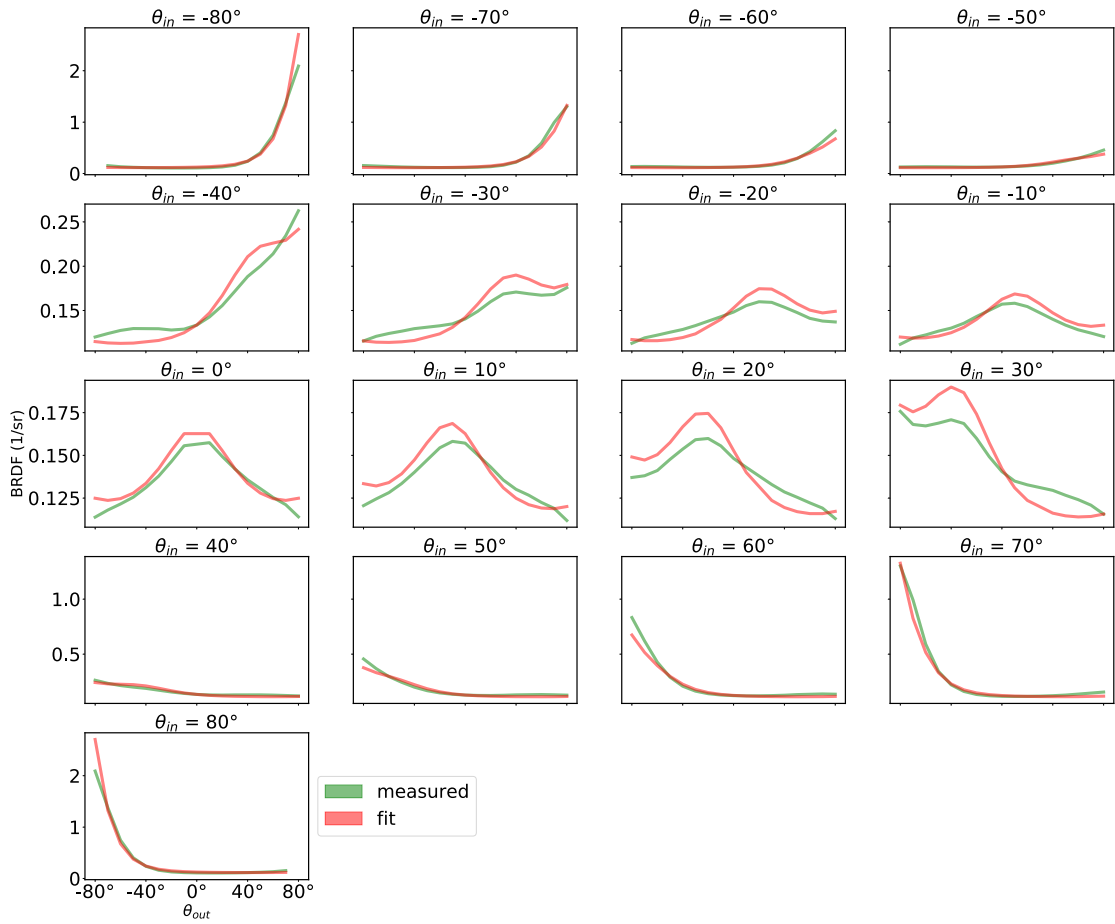 θin = -80° θin = -70° θin = -60° θin = -50°
2
1
0
θin = -40° θin = -30° θin = -20° θin = -10°
0.25
0.20
0.15
θin = 0° θin = 10° θin = 20° θin = 30°
0.175
0.150
0.125
BRDF (1/sr)
θin = 40° θin = 50° θin = 60° θin = 70°
1.0
0.5
θin = 80°
2
1
0
measured
fit
-80° -40° 0° 40° 80°
θout